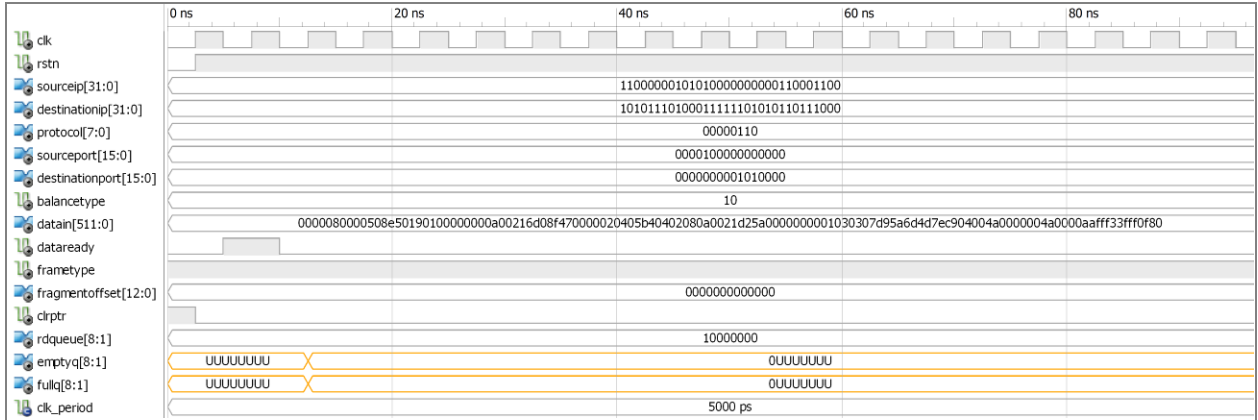 0 ns 20 ns 40 ns 60 ns 80 ns
clk
rstn
sourceip[31:0] 11000000101010000000000110001100
destinationip[31:0] 10101110100011111101010110111000
protocol[7:0] 00000110
sourceport[15:0] 0000100000000000
destinationport[15:0] 0000000001010000
balancetype 10
datain[511:0] 0000080000508e50190100000000a00216d08f470000020405b40402080a0021d25a0000000001030307d95a6d4d7ec904004a0000004a0000aafff33fff0f80
dataready
frametype
fragmentoffset[12:0] 0000000000000
clrptr
rdqueue[8:1] 10000000
emptyq[8:1] UUUUUUUU 0UUUUUUU
fullq[8:1] UUUUUUUU 0UUUUUUU
clk_period 5000 ps